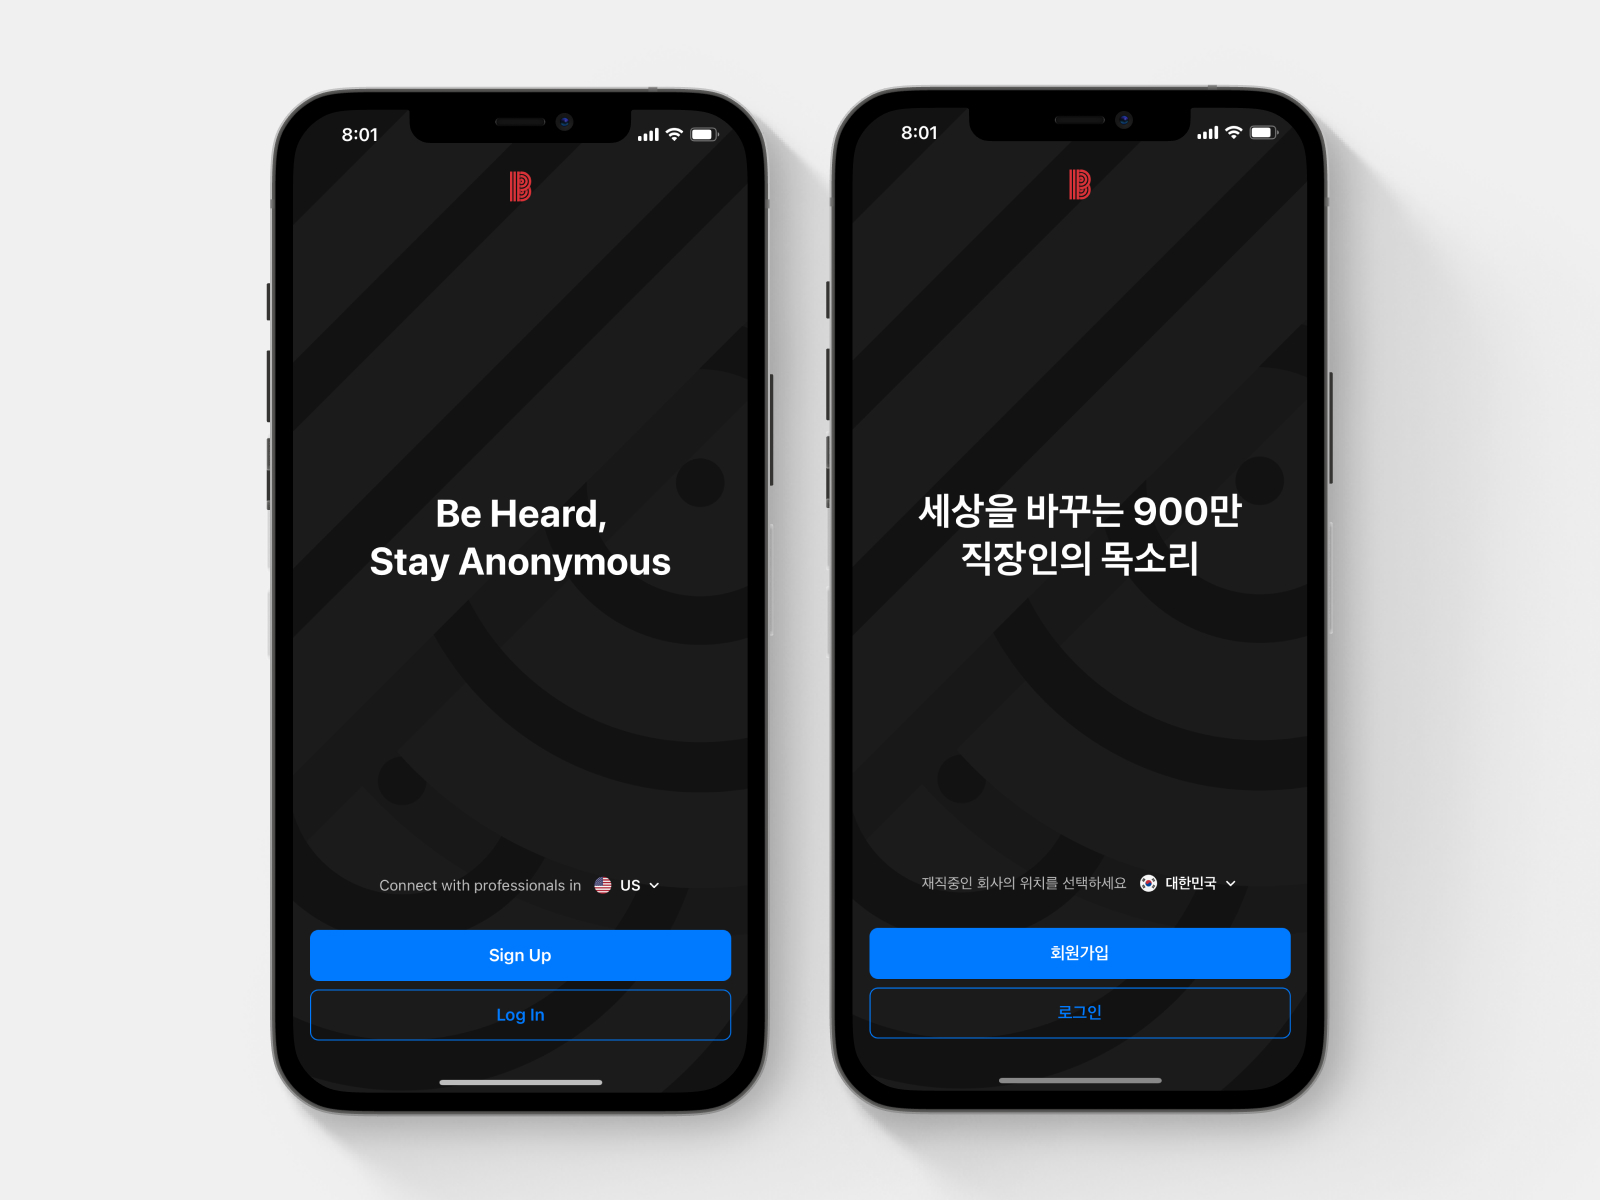 8:01
B
Be Heard,
Stay Anonymous
Connect with professionals in US
Sign Up
Log In
8:01
B
세상을 바꾸는 900만
직장인의 목소리
재직중인 회사의 위치를 선택하세요 대한민국
회원가입
로그인